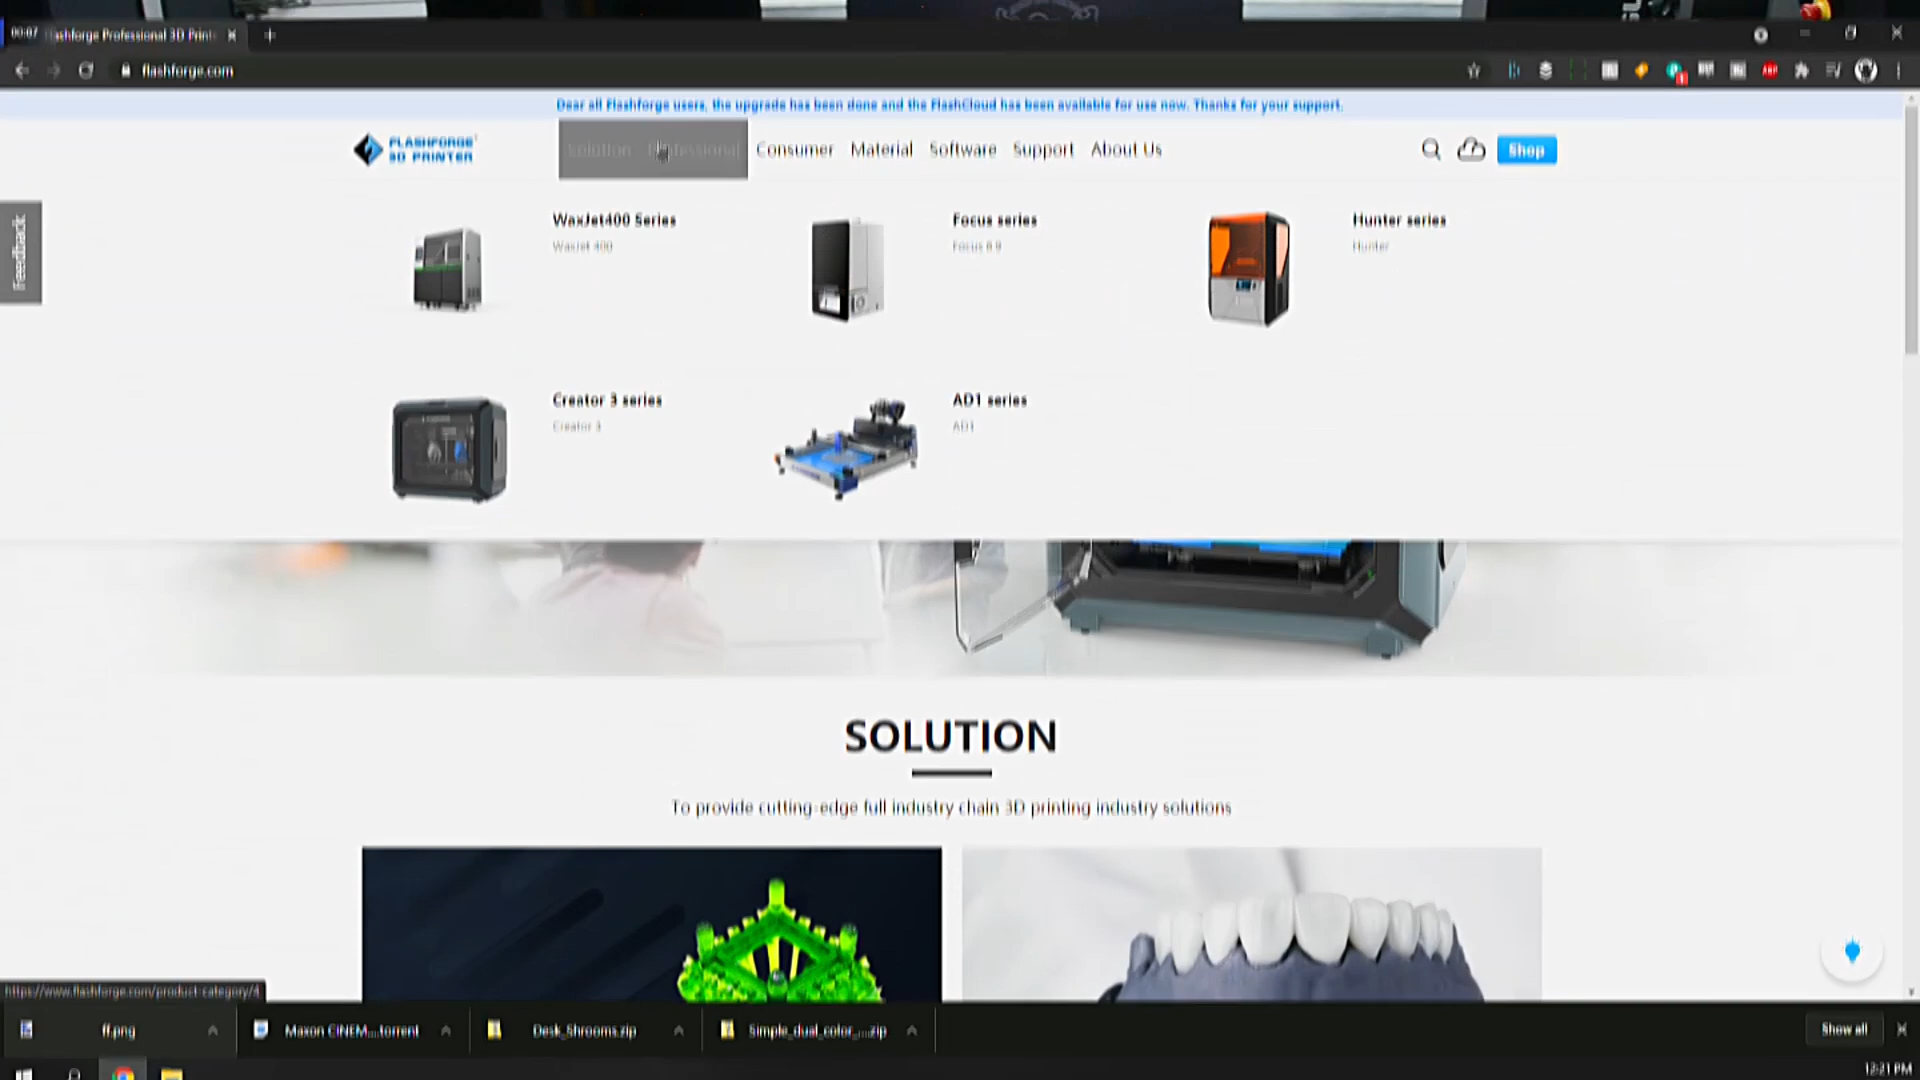 00:07 lashforge Professional 3D Print
flashforge.com
Dear all Flashforge users, the upgrade has been done and the FlashCloud has been available for use now. Thanks for your support.
FLASHFORGE
3D PRINTER
Solution Professional Consumer Material Software Support About Us
Shop
Feedback
WaxJet400 Series
WaxJet 400
Focus series
Focus 8.9
Hunter series
Hunter
Creator 3 series
Creator 3
AD1 series
AD1
SOLUTION
To provide cutting-edge full industry chain 3D printing industry solutions
https://www.flashforge.com/product-category/4
ff.png
Maxon CINEM....torrent
Desk_Shrooms.zip
Simple_dual_color_....zip
Show all
12:21 PM